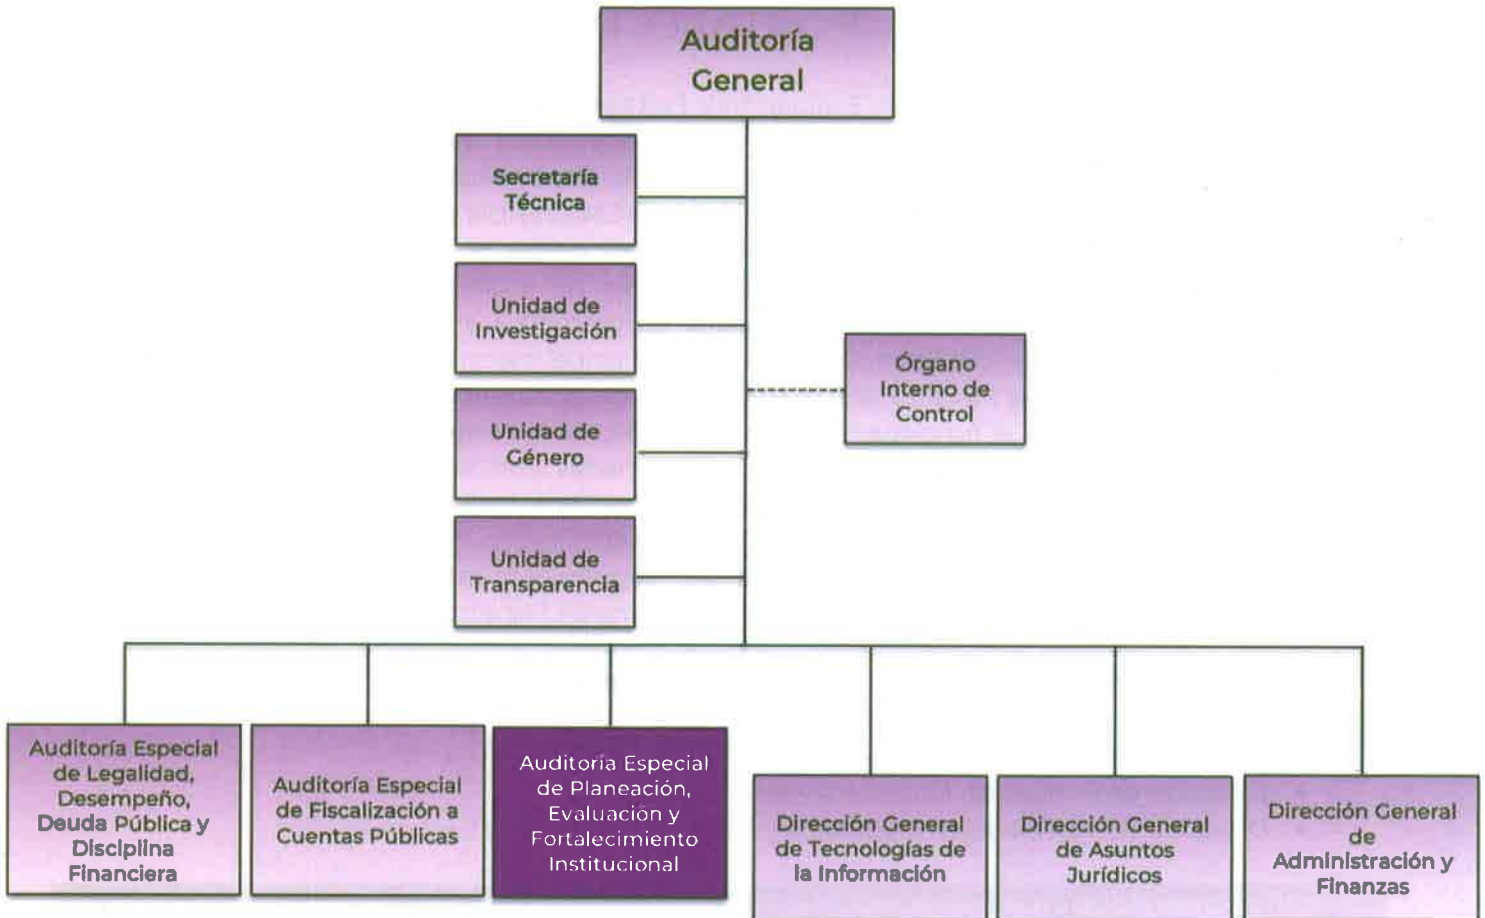 Auditoría
General
Secretaría
Técnica
Unidad de
Investigación
Órgano
Interno de
Control
Unidad de
Género
Unidad de
Transparencia
Auditoría Especial
de Legalidad,
Desempeño,
Deuda Pública y
Disciplina
Financiera
Auditoría Especial
de Fiscalización a
Cuentas Públicas
Auditoría Especial
de Planeación,
Evaluación y
Fortalecimiento
Institucional
Dirección General
de Tecnologías de
la Información
Dirección General
de Asuntos
Jurídicos
Dirección General
de
Administración y
Finanzas